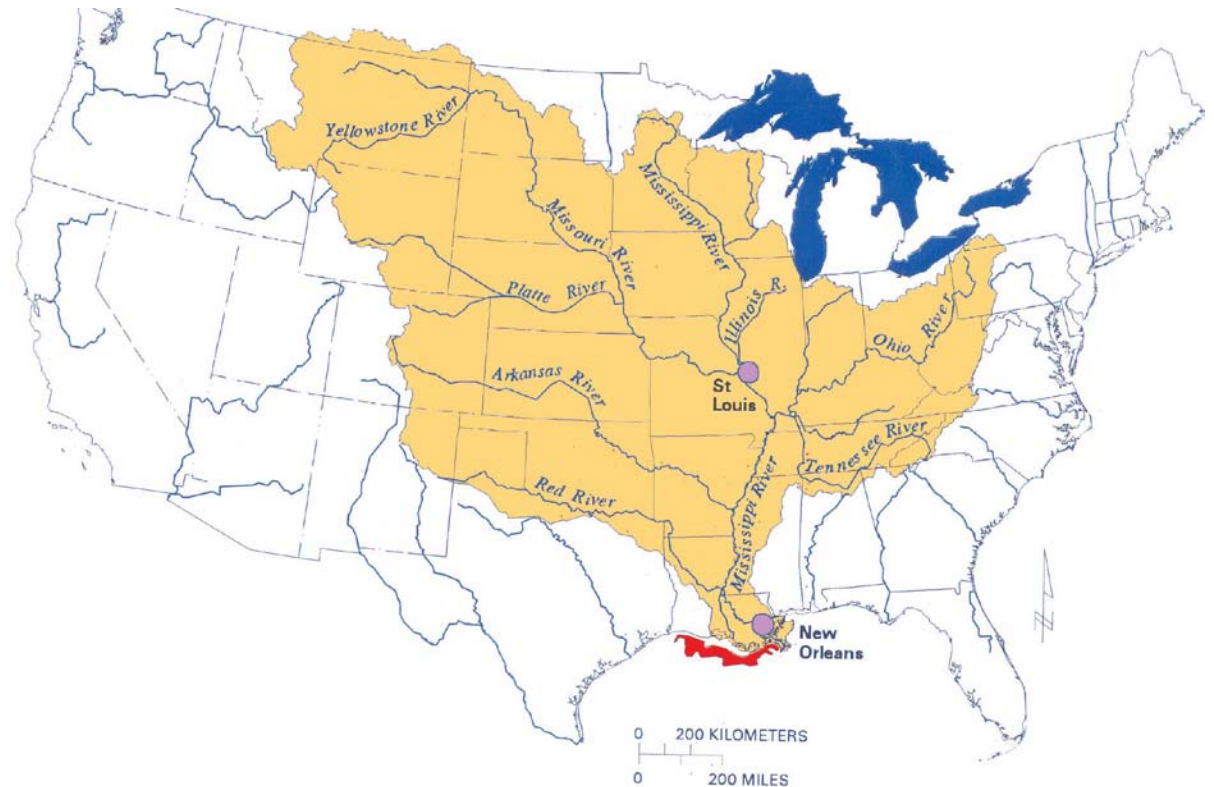 Yellowstone River
Mississippi River
Missouri River
Platte River
Illinois R.
Ohio River
St
Louis
Arkansas River
Tennessee River
Red River
Mississippi River
New
Orleans
N
0 200 KILOMETERS
0 200 MILES